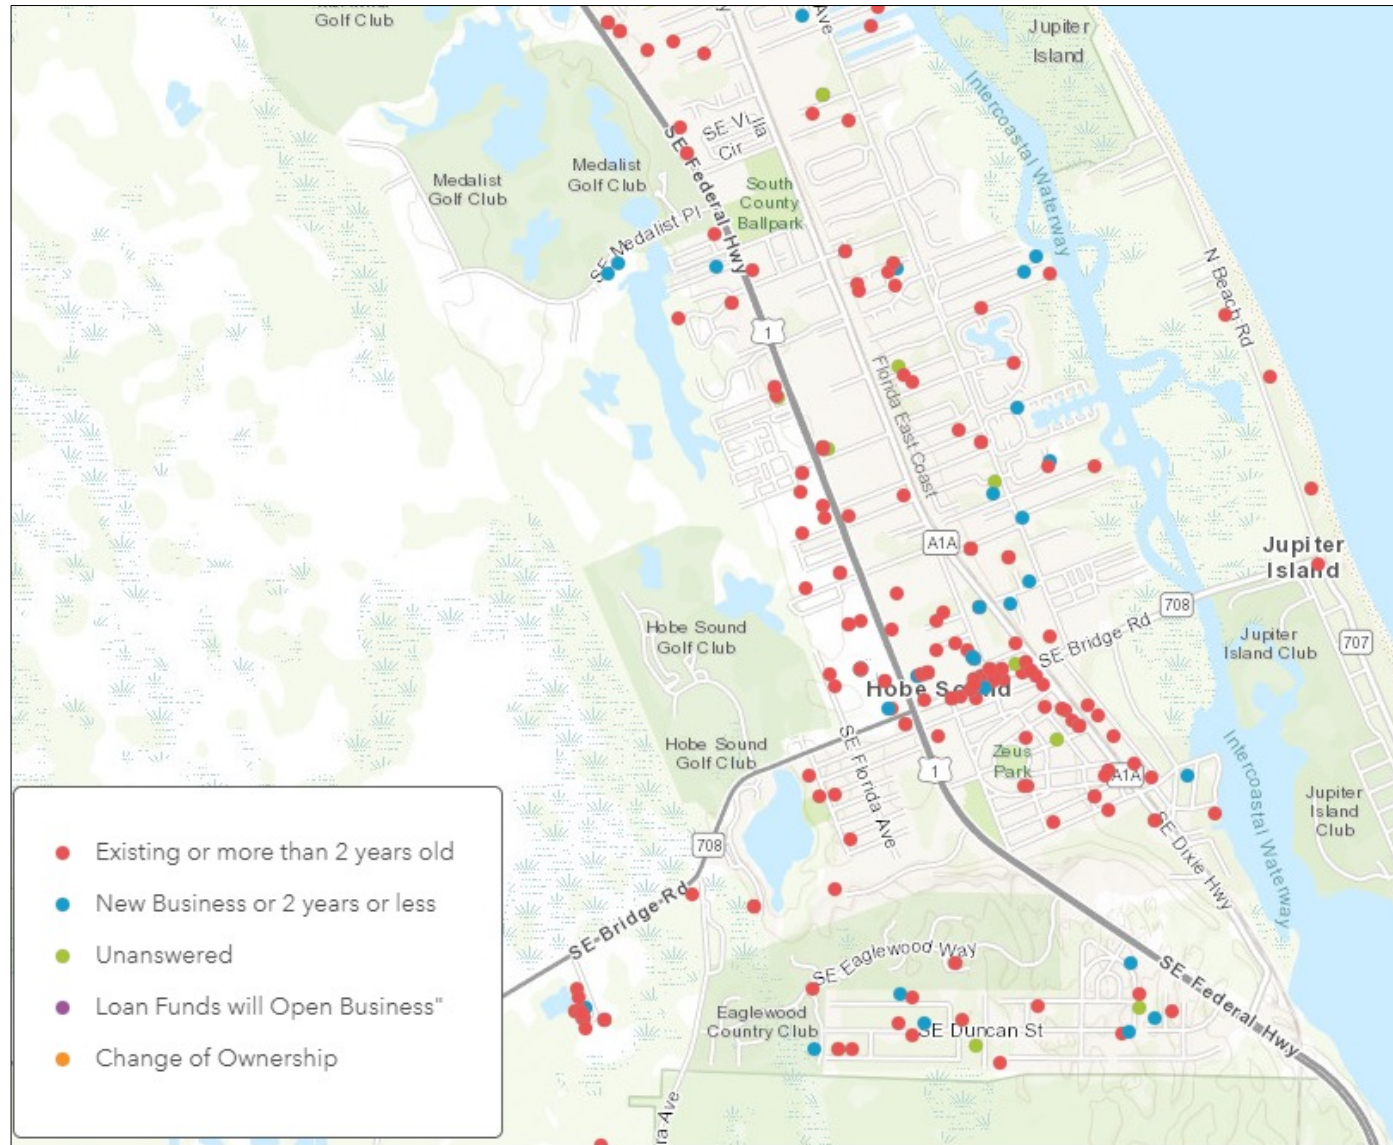 Golf Club
Jupiter
Island
Ave
Intercoastal Waterway
SE Villa
Cir
SE Federal Hwy
Medalist
Golf Club
Medalist
Golf Club
South
County
Ballpark
SE Medalist Pl
N Beach Rd
1
Florida East Coast
A1A
Jupiter
Island
708
SE Bridge Rd
Hobe Sound
Golf Club
Jupiter
Island Club
707
Hobe Sound
Hobe Sound
Golf Club
SE Florida Ave
Zeus
Park
1
A1A
Intercoastal Waterway
Jupiter
Island
Club
708
SE Dixie Hwy
SE Bridge Rd
SE Eaglewood Way
SE Federal Hwy
Eaglewood
Country Club
SE Duncan St
ra Ave
Existing or more than 2 years old
New Business or 2 years or less
Unanswered
Loan Funds will Open Business"
Change of Ownership